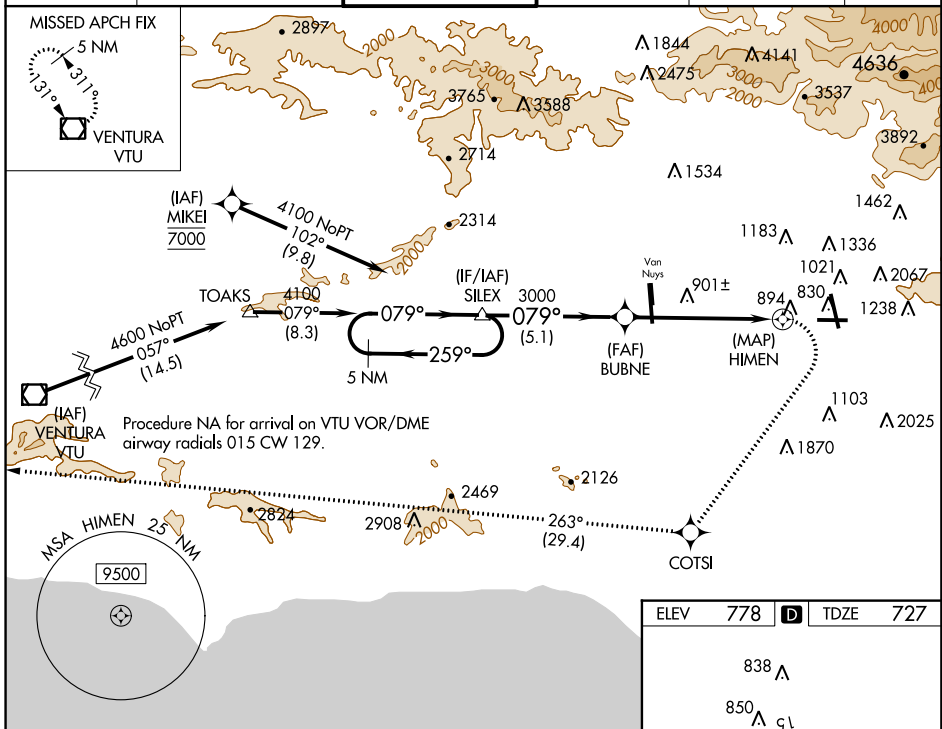 MISSED APCH FIX
5 NM
311°
131°
VENTURA
VTU
2897
2000
3000
3765
3588
2714
2314
2000
1844
2475
4141
4000
4636
3000
2000
3537
400
3892
1534
1462
1183
1336
1021
2067
901±
894
830
1238
(IAF)
MIKEI
7000
4100 NoPT
102°
(9.8)
TOAKS
4100
079°
(8.3)
079°
259°
5 NM
(IF/IAF)
SILEX
3000
079°
(5.1)
Van
Nuys
(FAF)
BUBNE
(MAP)
HIMEN
4600 NoPT
057°
(14.5)
(IAF)
VENTURA
VTU
Procedure NA for arrival on VTU VOR/DME
airway radials 015 CW 129.
1103
2025
1870
2126
2469
2824
2908
2000
263°
(29.4)
COTSI
MSA HIMEN 25 NM
9500
ELEV 778 D TDZE 727
838
850
15